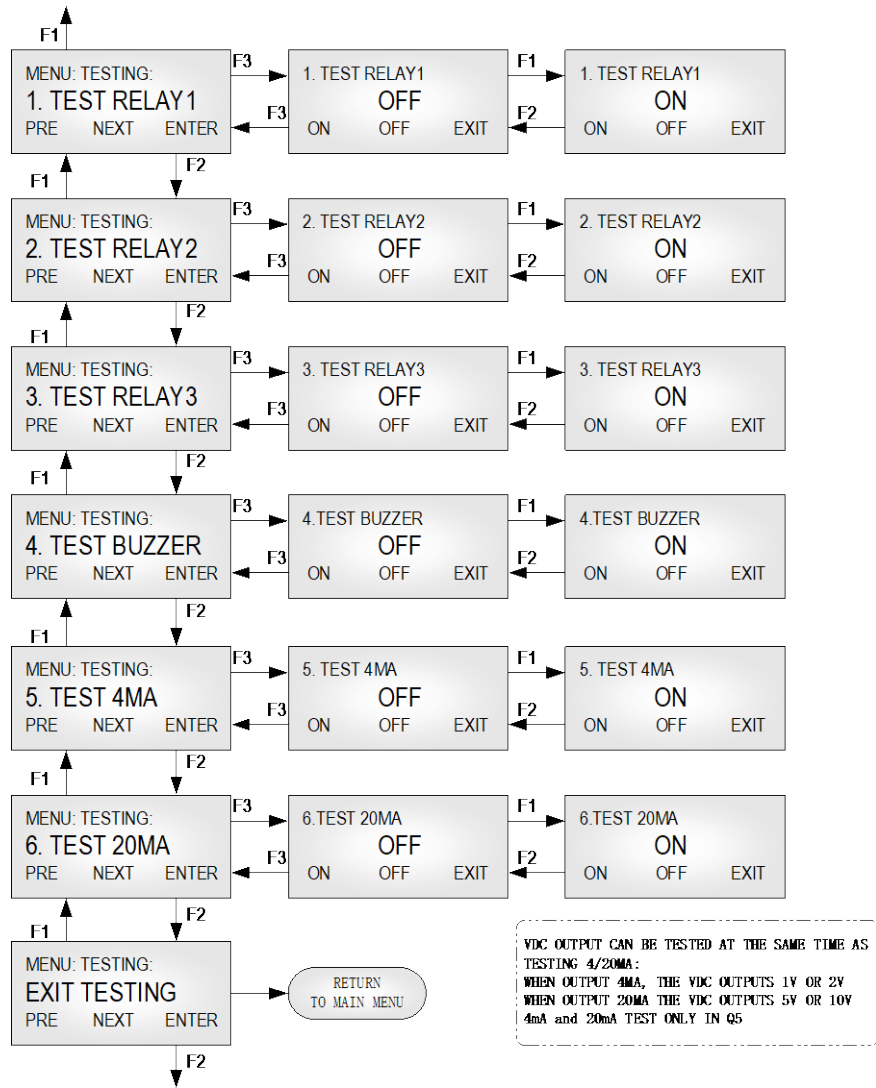 F1
MENU: TESTING:
1. TEST RELAY1
PRE NEXT ENTER
F3
F3
1. TEST RELAY1
OFF
ON OFF EXIT
F1
F2
1. TEST RELAY1
ON
ON OFF EXIT
F1
F2
MENU: TESTING:
2. TEST RELAY2
PRE NEXT ENTER
F3
F3
2. TEST RELAY2
OFF
ON OFF EXIT
F1
F2
2. TEST RELAY2
ON
ON OFF EXIT
F1
F2
MENU: TESTING:
3. TEST RELAY3
PRE NEXT ENTER
F3
F3
3. TEST RELAY3
OFF
ON OFF EXIT
F1
F2
3. TEST RELAY3
ON
ON OFF EXIT
F1
F2
MENU: TESTING:
4. TEST BUZZER
PRE NEXT ENTER
F3
F3
4.TEST BUZZER
OFF
ON OFF EXIT
F1
F2
4.TEST BUZZER
ON
ON OFF EXIT
F1
F2
MENU: TESTING:
5. TEST 4MA
PRE NEXT ENTER
F3
F3
5. TEST 4MA
OFF
ON OFF EXIT
F1
F2
5. TEST 4MA
ON
ON OFF EXIT
F1
F2
MENU: TESTING:
6. TEST 20MA
PRE NEXT ENTER
F3
F3
6.TEST 20MA
OFF
ON OFF EXIT
F1
F2
6.TEST 20MA
ON
ON OFF EXIT
F1
F2
MENU: TESTING:
EXIT TESTING
PRE NEXT ENTER
F2
RETURN
TO MAIN MENU
VDC OUTPUT CAN BE TESTED AT THE SAME TIME AS
TESTING 4/20MA:
WHEN OUTPUT 4MA, THE VDC OUTPUTS 1V OR 2V
WHEN OUTPUT 20MA THE VDC OUTPUTS 5V OR 10V
4mA and 20mA TEST ONLY IN Q5